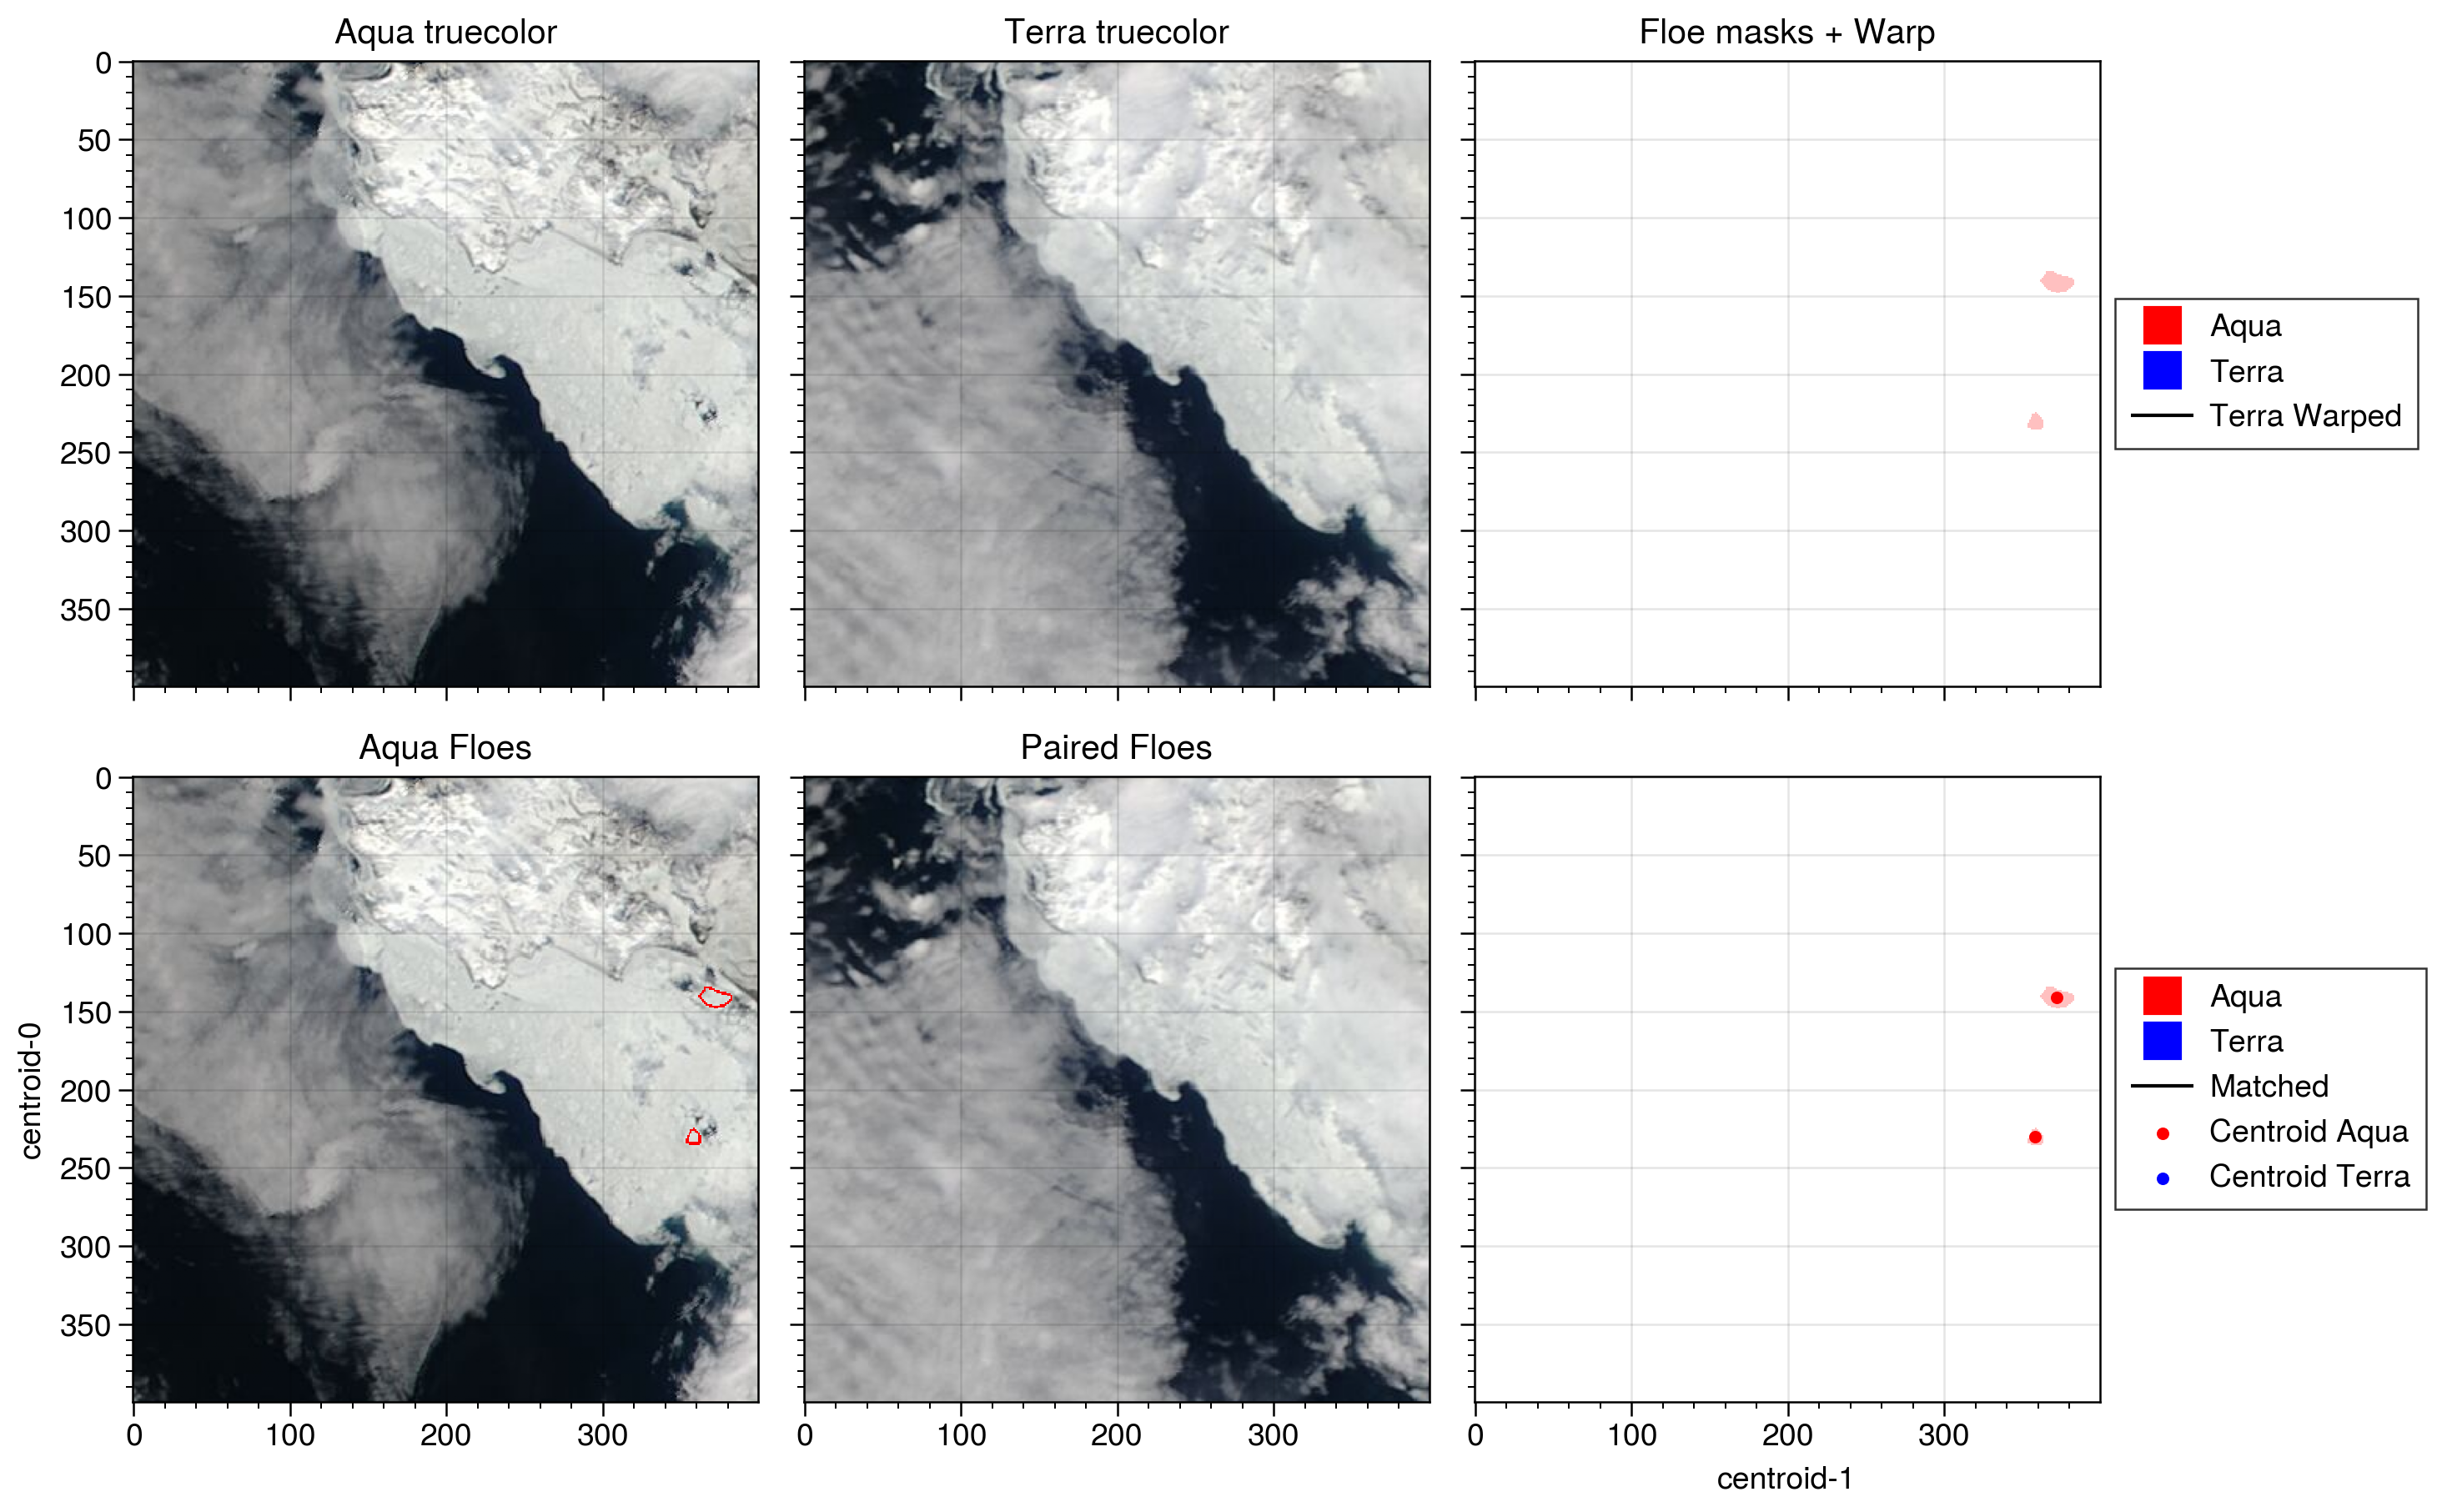 Aqua truecolor
Terra truecolor
Floe masks + Warp
0
50
100
150
200
250
300
350
Aqua
Terra
Terra Warped
Aqua Floes
Paired Floes
0
50
100
150
200
250
300
350
centroid-0
0 100 200 300
0 100 200 300
0 100 200 300
centroid-1
Aqua
Terra
Matched
Centroid Aqua
Centroid Terra